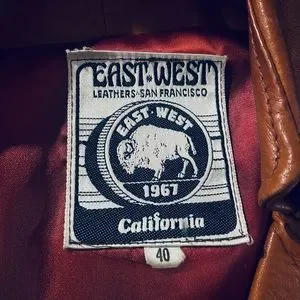 EAST·WEST
LEATHERS·SAN FRANCISCO
EAST·WEST
1967
California
40